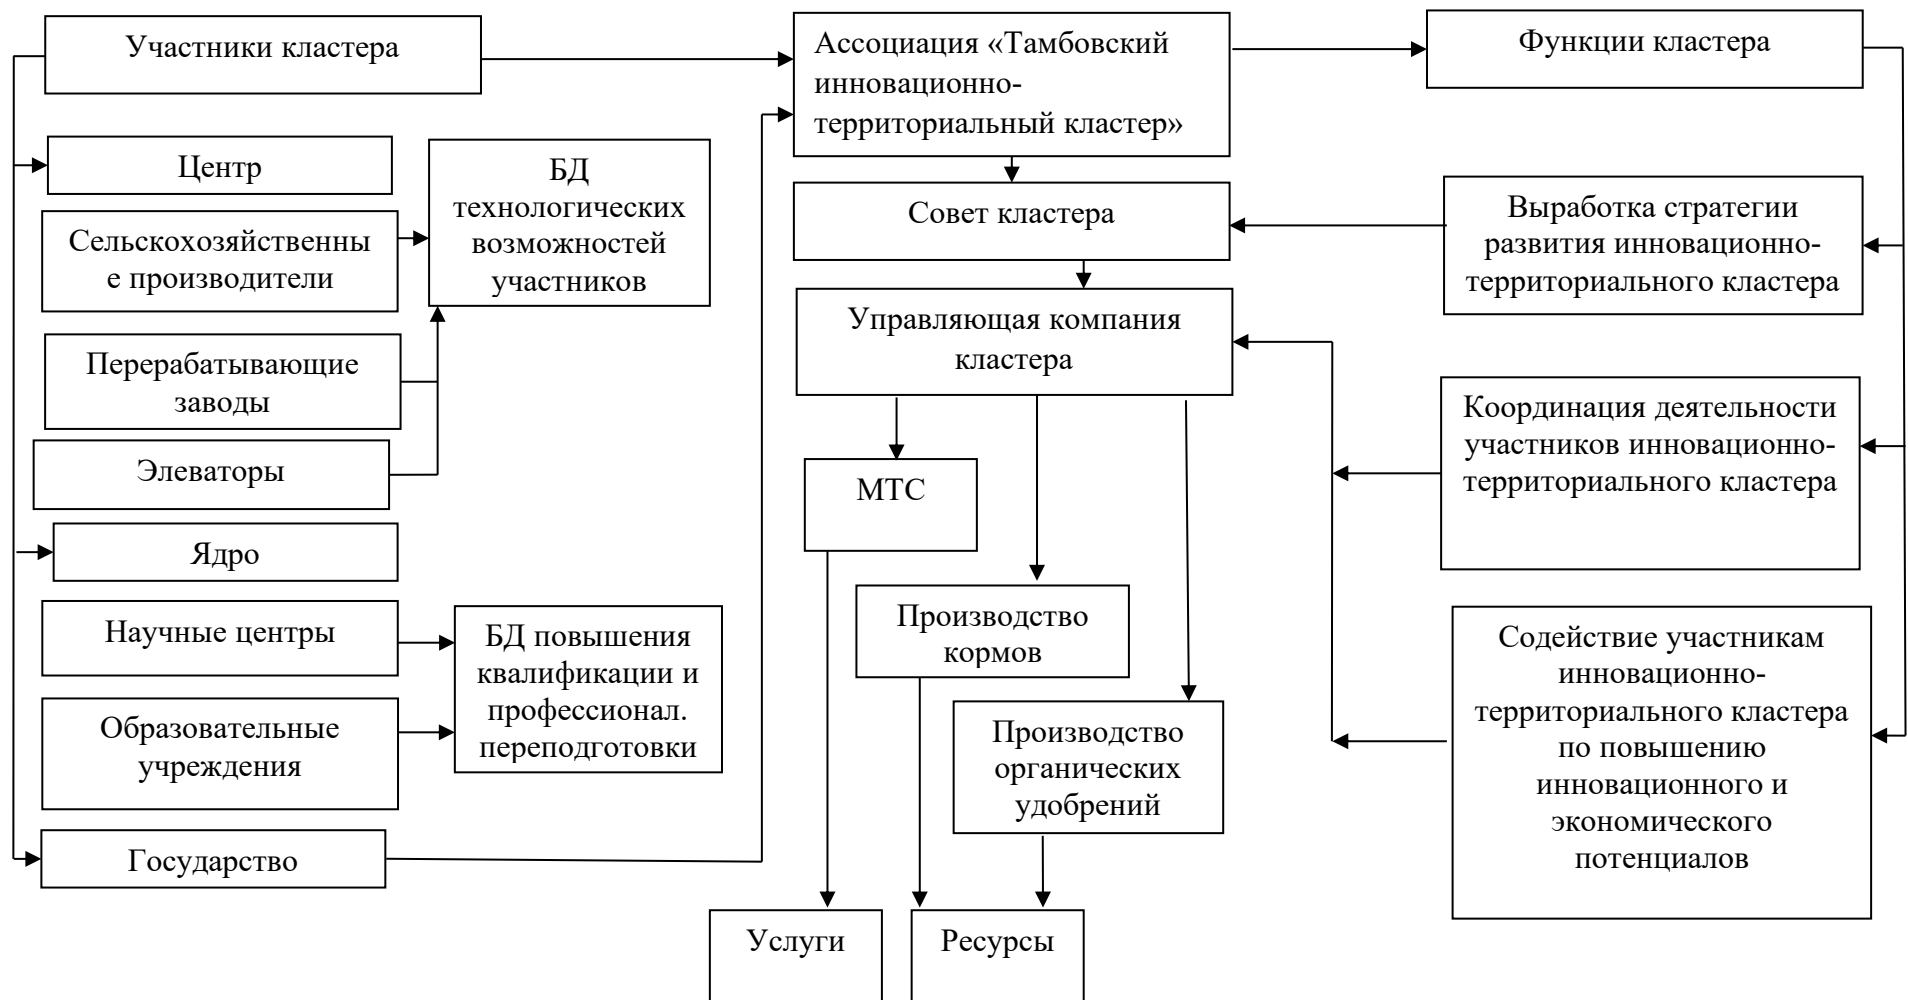 Участники кластера
Ассоциация «Тамбовский
инновационно-
территориальный кластер»
Функции кластера
Центр
БД
технологических
возможностей
участников
Сельскохозяйственны
е производители
Перерабатывающие
заводы
Элеваторы
Ядро
Научные центры
БД повышения
квалификации и
профессионал.
переподготовки
Образовательные
учреждения
Государство
Совет кластера
Управляющая компания
кластера
МТС
Производство
кормов
Производство
органических
удобрений
Услуги
Ресурсы
Выработка стратегии
развития инновационно-
территориального кластера
Координация деятельности
участников инновационно-
территориального кластера
Содействие участникам
инновационно-
территориального кластера
по повышению
инновационного и
экономического
потенциалов